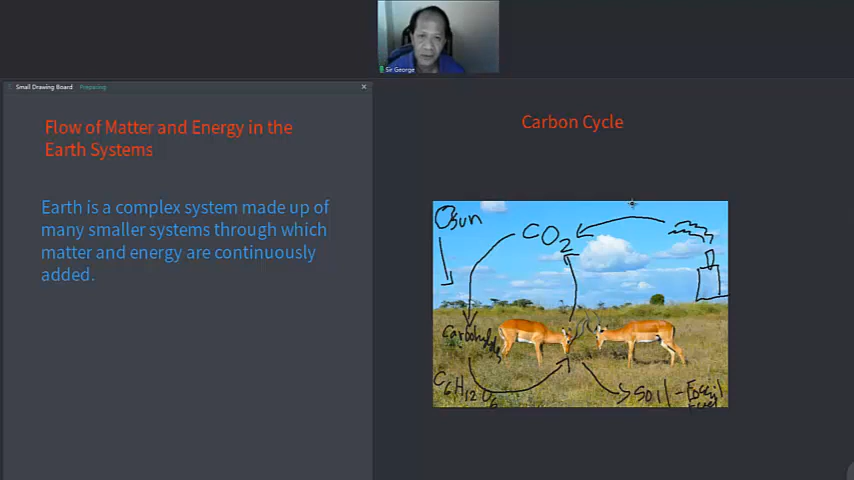 Sir George
Small Drawing Board Preparing
Flow of Matter and Energy in the
Earth Systems
Earth is a complex system made up of
many smaller systems through which
matter and energy are continuously
added.
Carbon Cycle
sun
CO2
C6H12O6
SOIl - Fossil
Fuel